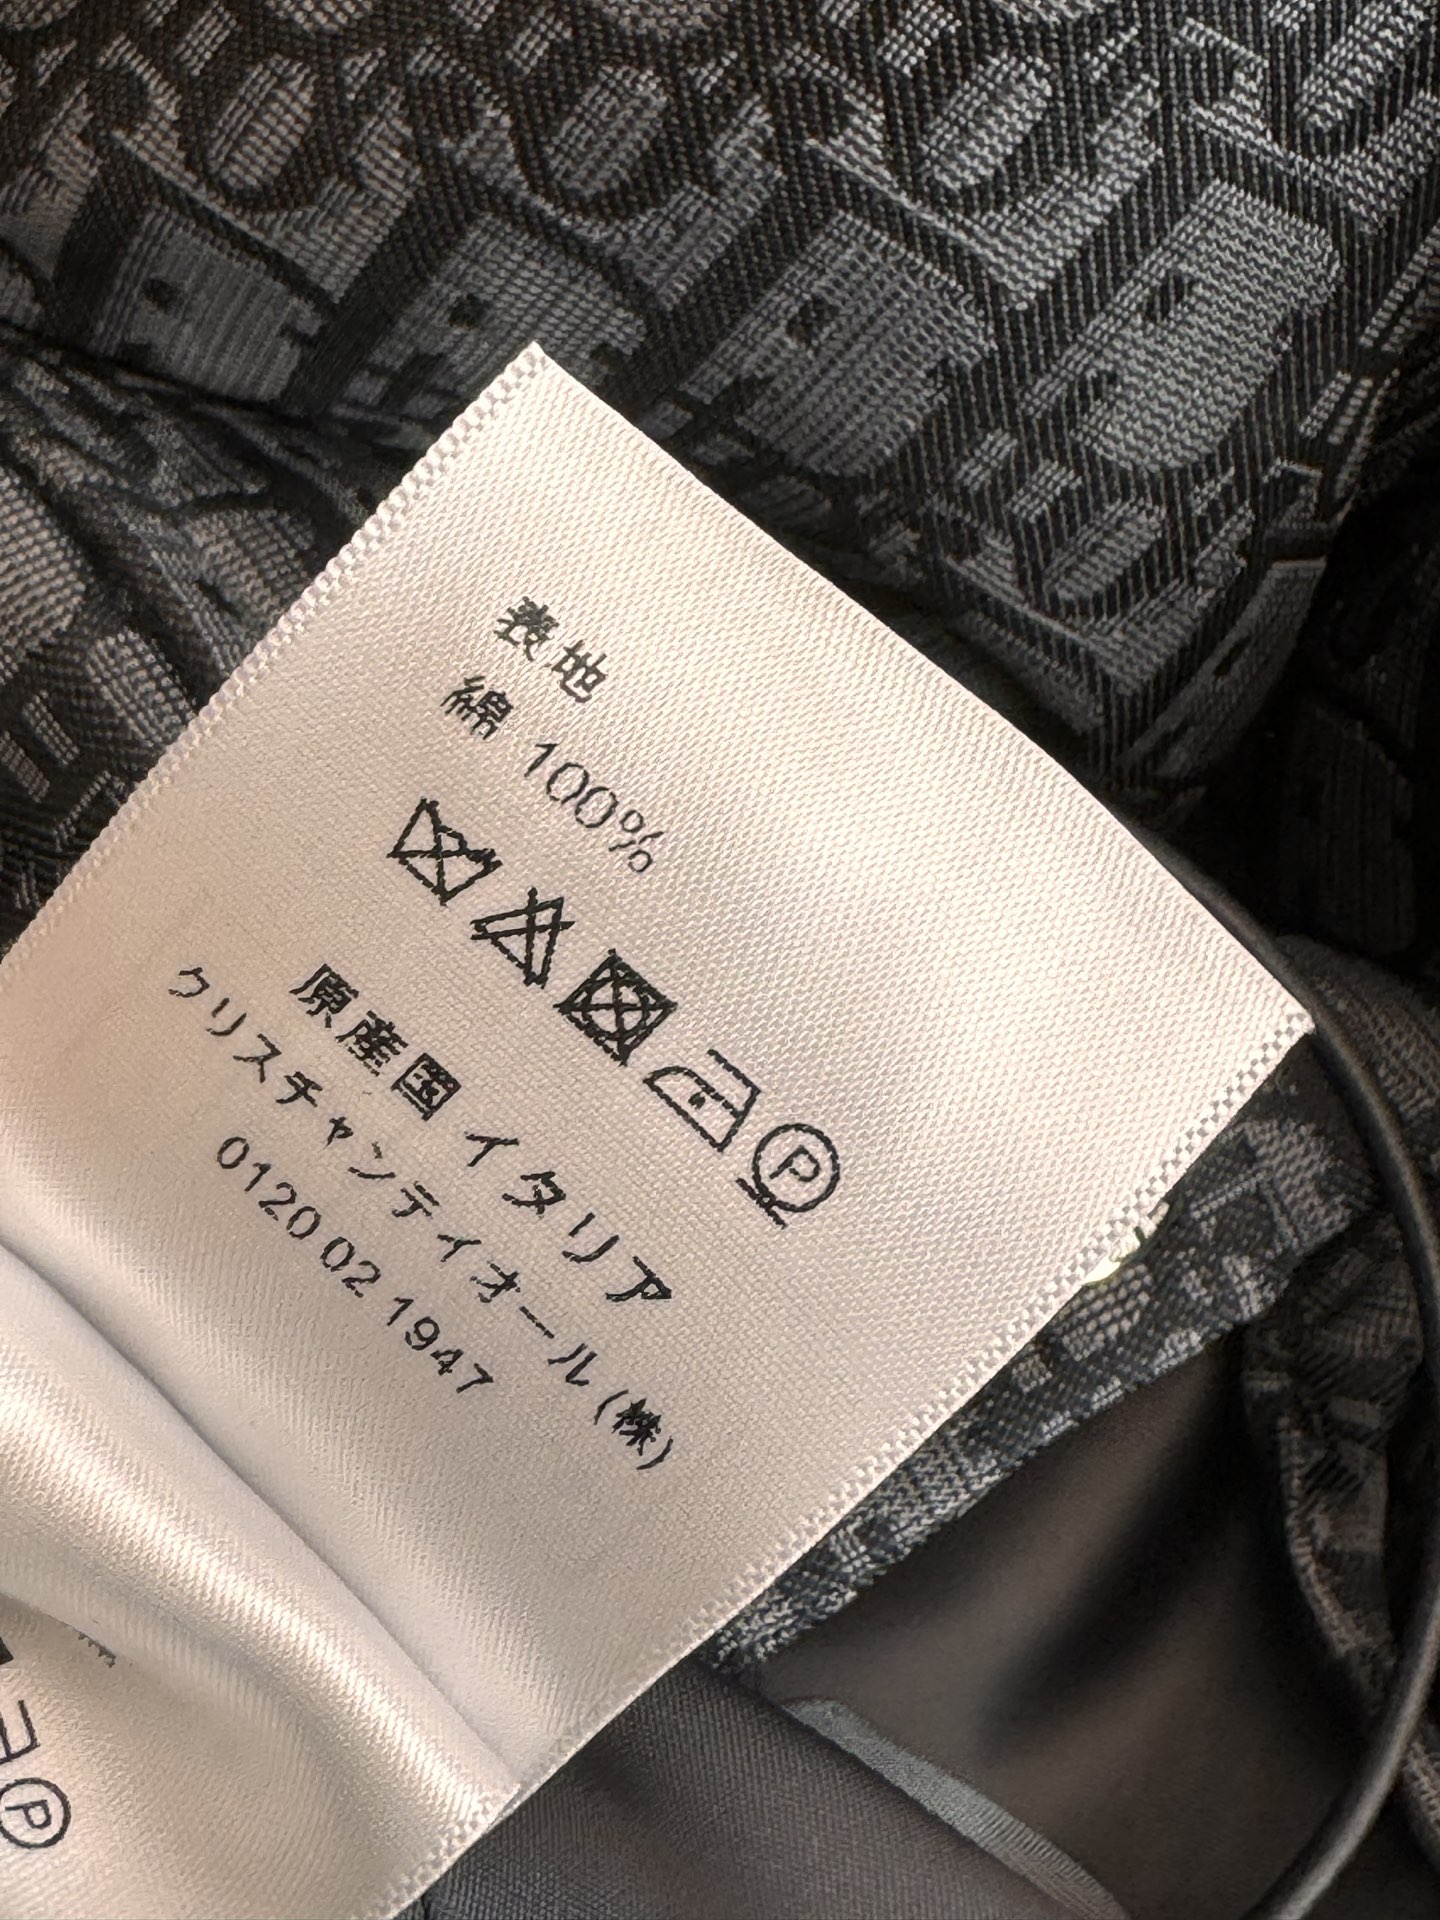 表地
綿 100%
P
原産国 イタリア
クリスチャンディオール(株)
0120 02 1947
P